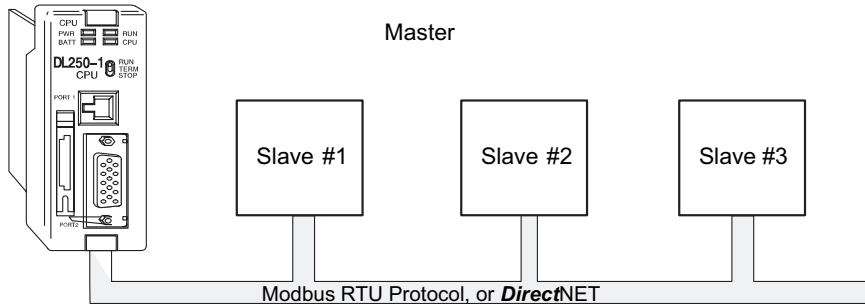 Master
CPU
PWR RUN
BATT CPU
DL250-1
CPU
RUN
TERM
STOP
PORT 1
PORT2
Slave #1
Slave #2
Slave #3
Modbus RTU Protocol, or DirectNET